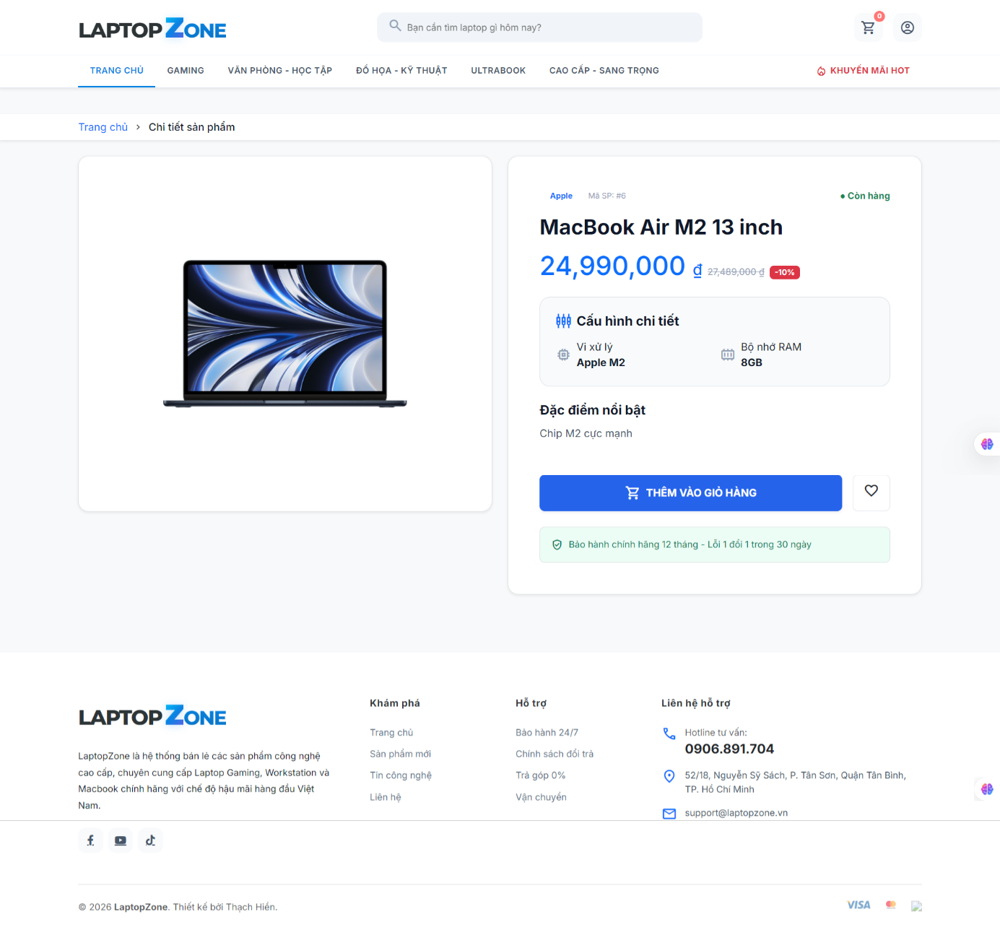 LAPTOP ZONE
Bạn cần tìm laptop gì hôm nay?
0
TRANG CHỦ
GAMING
VĂN PHÒNG - HỌC TẬP
ĐỒ HỌA - KỸ THUẬT
ULTRABOOK
CAO CẤP - SANG TRỌNG
KHUYẾN MÃI HOT
Trang chủ > Chi tiết sản phẩm
Apple
Mã SP: #6
● Còn hàng
MacBook Air M2 13 inch
24,990,000 ₫ 27,489,000 ₫ -10%
Cấu hình chi tiết
Vi xử lý
Apple M2
Bộ nhớ RAM
8GB
Đặc điểm nổi bật
Chip M2 cực mạnh
THÊM VÀO GIỎ HÀNG
Bảo hành chính hãng 12 tháng - Lỗi 1 đổi 1 trong 30 ngày
LAPTOP ZONE
LaptopZone là hệ thống bán lẻ các sản phẩm công nghệ
cao cấp, chuyên cung cấp Laptop Gaming, Workstation và
Macbook chính hãng với chế độ hậu mãi hàng đầu Việt
Nam.
Khám phá
Trang chủ
Sản phẩm mới
Tin công nghệ
Liên hệ
Hỗ trợ
Bảo hành 24/7
Chính sách đổi trả
Trả góp 0%
Vận chuyển
Liên hệ hỗ trợ
Hotline tư vấn:
0906.891.704
52/18, Nguyễn Sỹ Sách, P. Tân Sơn, Quận Tân Bình,
TP. Hồ Chí Minh
support@laptopzone.vn
© 2026 LaptopZone. Thiết kế bởi Thạch Hiền.
VISA